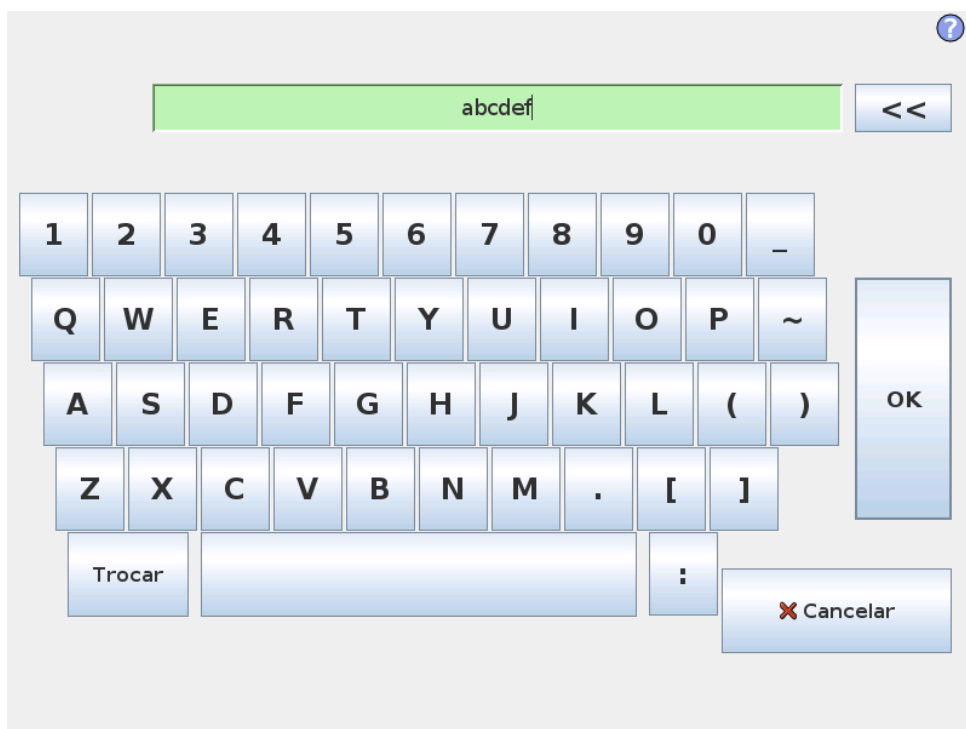 ?
abcdef
<<
1 2 3 4 5 6 7 8 9 0 _
Q W E R T Y U I O P ~
A S D F G H J K L ( )
OK
Z X C V B N M . [ ]
Trocar :
Cancelar